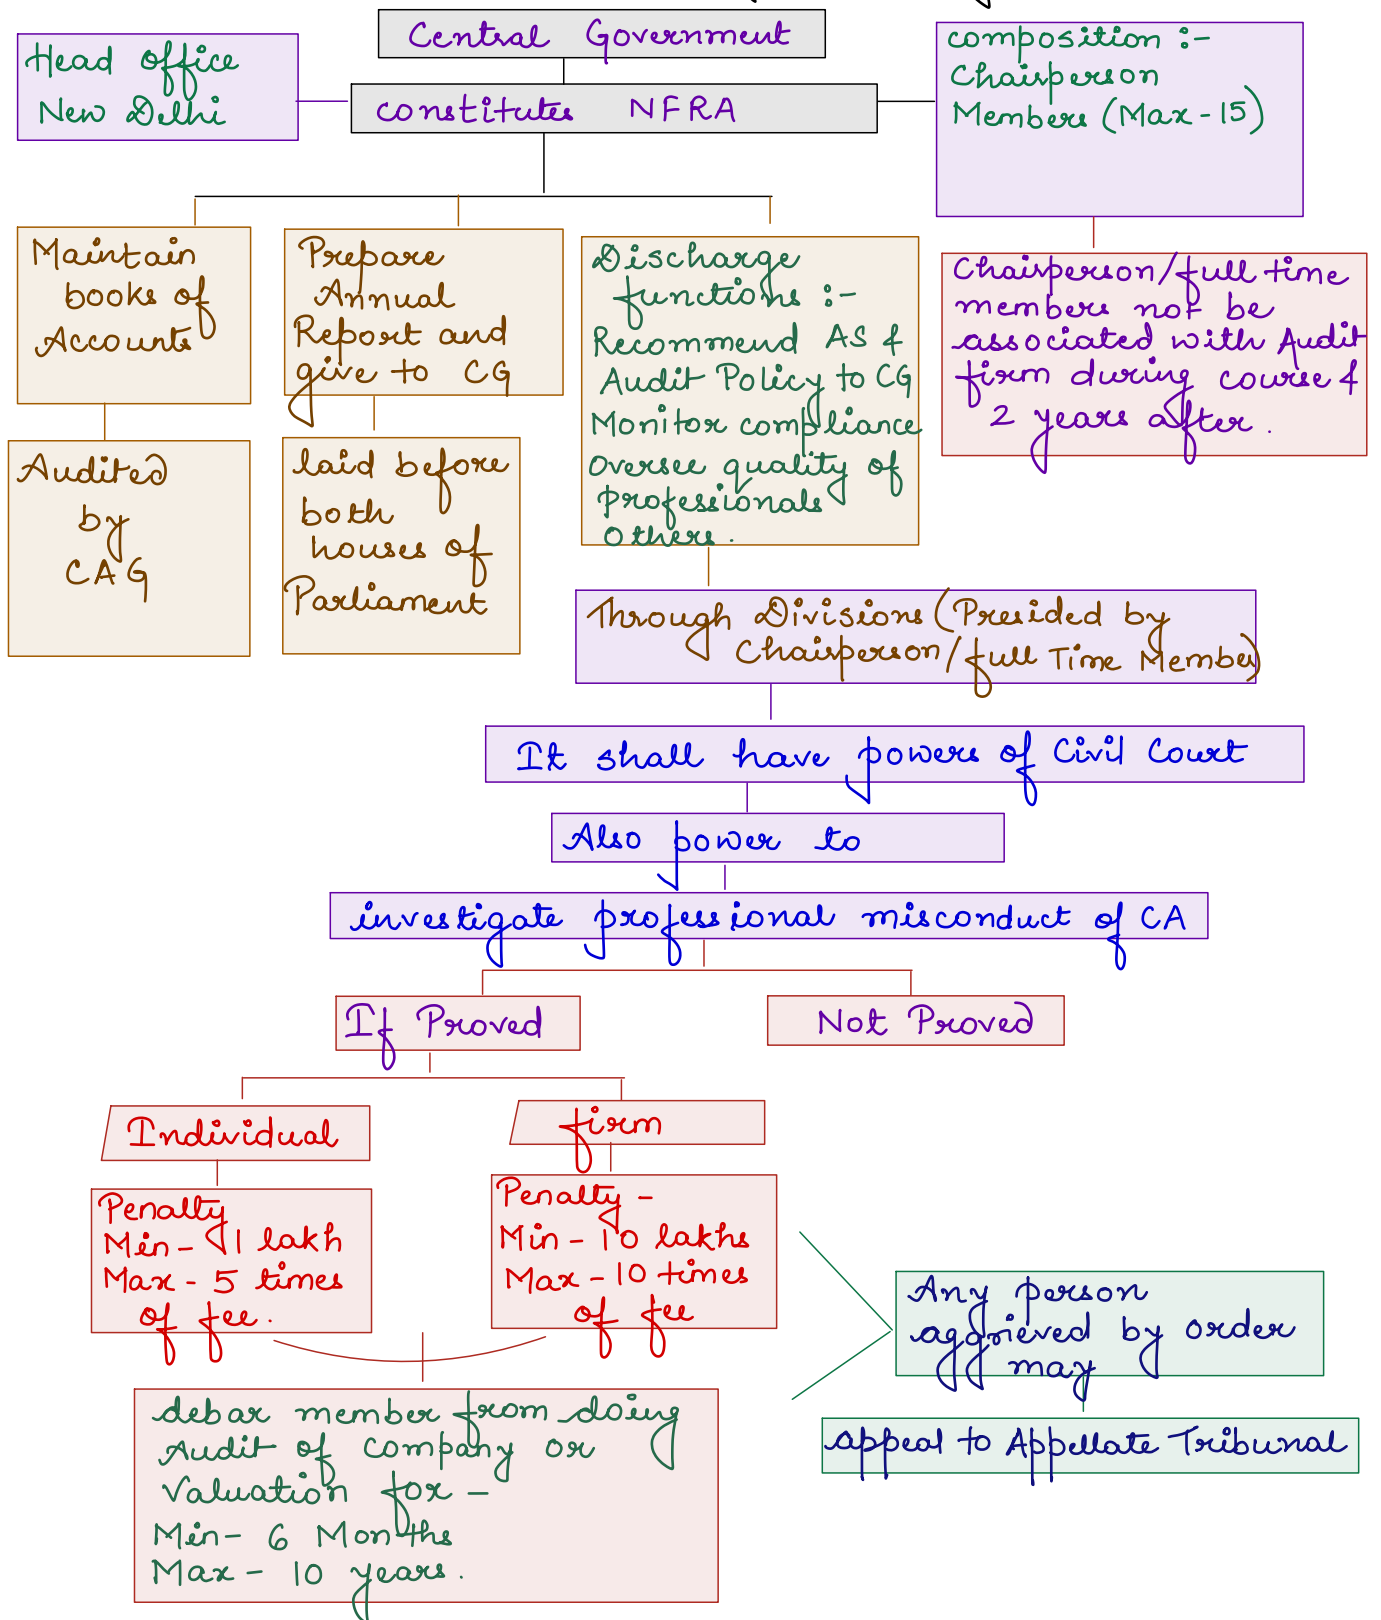 Central Government
Head office
New Delhi
constitutes NFRA
composition :-
Chairperson
Members (Max - 15)
Maintain
books of
Accounts
Prepare
Annual
Report and
give to CG
Discharge
functions :-
Recommend AS &
Audit Policy to CG
Monitor compliance
Oversee quality of
professionals
Others.
Chairperson/full time
members not be
associated with Audit
firm during course &
2 years after.
Audited
by
CAG
laid before
both
houses of
Parliament
Through Divisions (Presided by
Chairperson/full Time Member)
It shall have powers of Civil Court
Also power to
investigate professional misconduct of CA
If Proved
Not Proved
Individual
firm
Penalty
Min - 1 lakh
Max - 5 times
of fee.
Penalty -
Min - 10 lakhs
Max - 10 times
of fee
Any person
aggrieved by order
may
appeal to Appellate Tribunal
debar member from doing
Audit of company or
Valuation for -
Min - 6 Months
Max - 10 years.